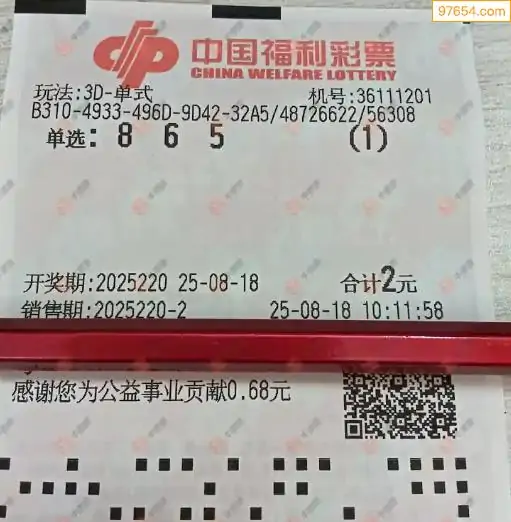 97654.com
中国福利彩票
CHINA WELFARE LOTTERY
玩法:3D-单式 机号:36111201
B310-4933-496D-9D42-32A5/48726622/56308
单选: 8 6 5 (1)
开奖期:2025220 25-08-18 合计2元
销售期:2025220-2 25-08-18 10:11:58
感谢您为公益事业贡献0.68元